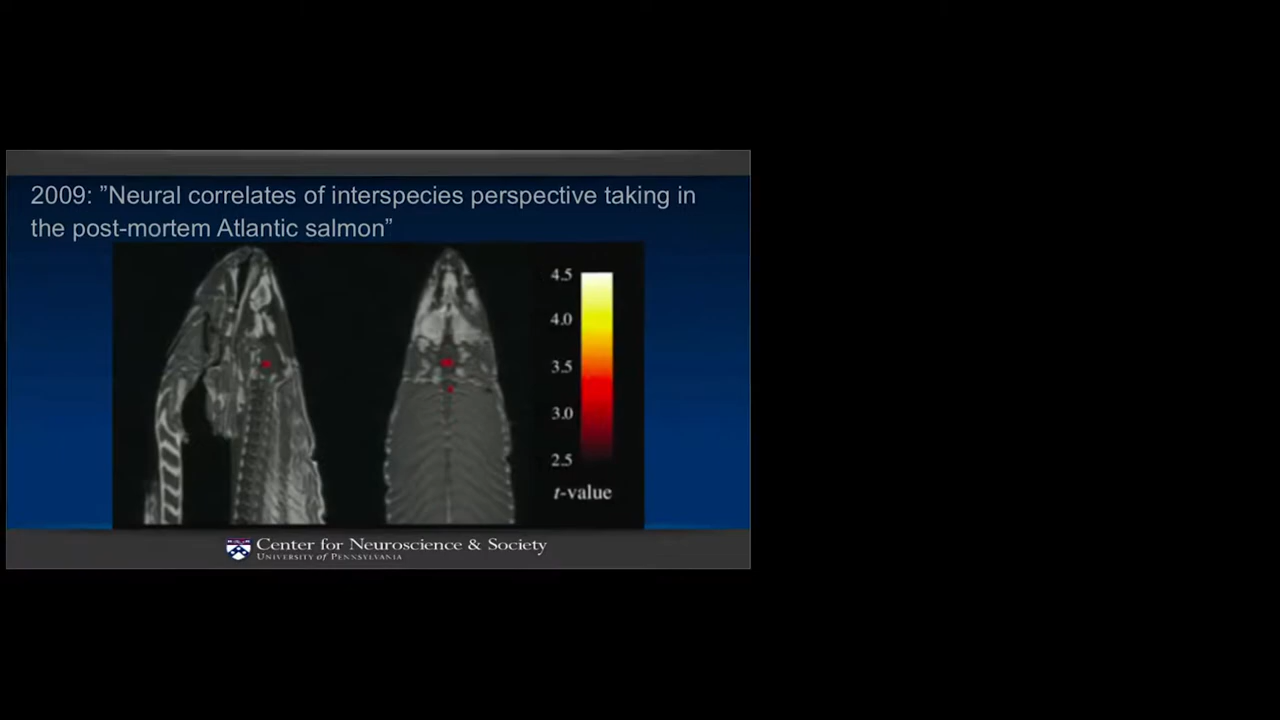 2009: ”Neural correlates of interspecies perspective taking in
the post-mortem Atlantic salmon”
4.5
4.0
3.5
3.0
2.5
t-value
Center for Neuroscience & Society
UNIVERSITY of PENNSYLVANIA